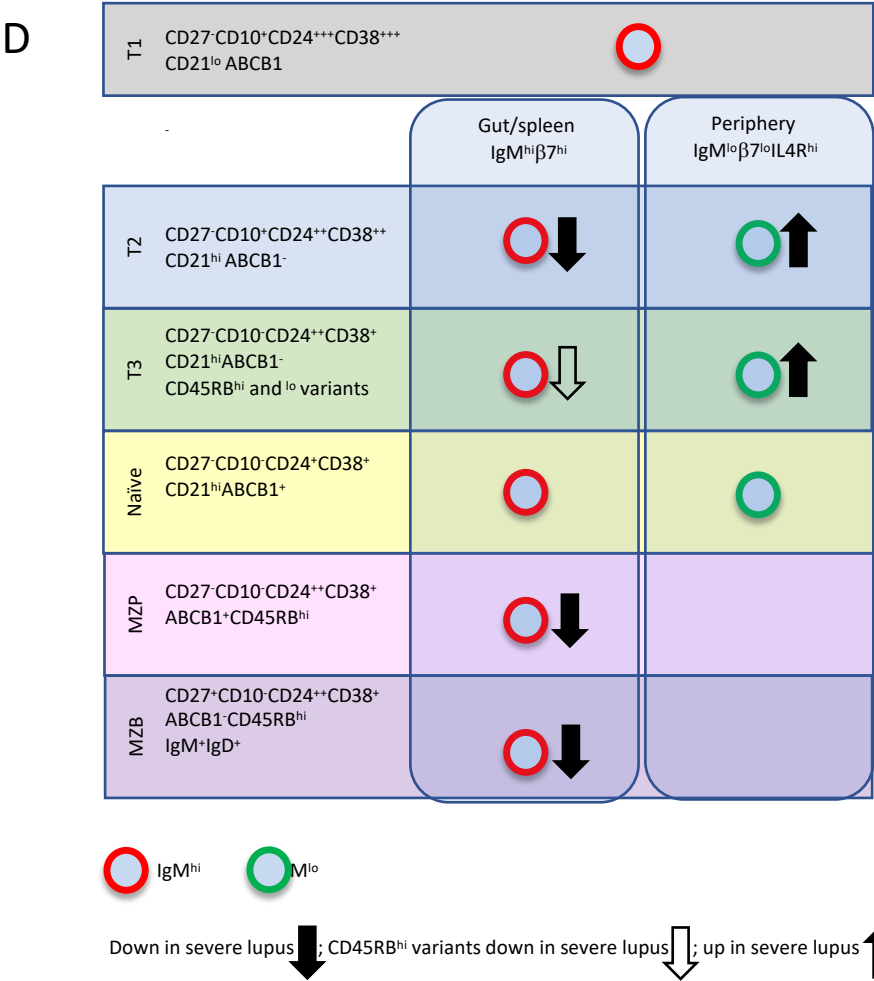 D
T1
CD27⁻CD10⁺CD24⁺⁺⁺CD38⁺⁺⁺
CD21ˡᵒ ABCB1
-
Gut/spleen
IgMʰⁱβ7ʰⁱ
Periphery
IgMˡᵒβ7ˡᵒIL4Rʰⁱ
T2
CD27⁻CD10⁺CD24⁺⁺CD38⁺⁺
CD21ʰⁱ ABCB1⁻
T3
CD27⁻CD10⁻CD24⁺⁺CD38⁺
CD21ʰⁱABCB1⁻
CD45RBʰⁱ and ˡᵒ variants
Naïve
CD27⁻CD10⁻CD24⁺CD38⁺
CD21ʰⁱABCB1⁺
MZP
CD27⁻CD10⁻CD24⁺⁺CD38⁺
ABCB1⁺CD45RBʰⁱ
MZB
CD27⁺CD10⁻CD24⁺⁺CD38⁺
ABCB1⁻CD45RBʰⁱ
IgM⁺IgD⁺
IgMʰⁱ
Mˡᵒ
Down in severe lupus ; CD45RBʰⁱ variants down in severe lupus ; up in severe lupus